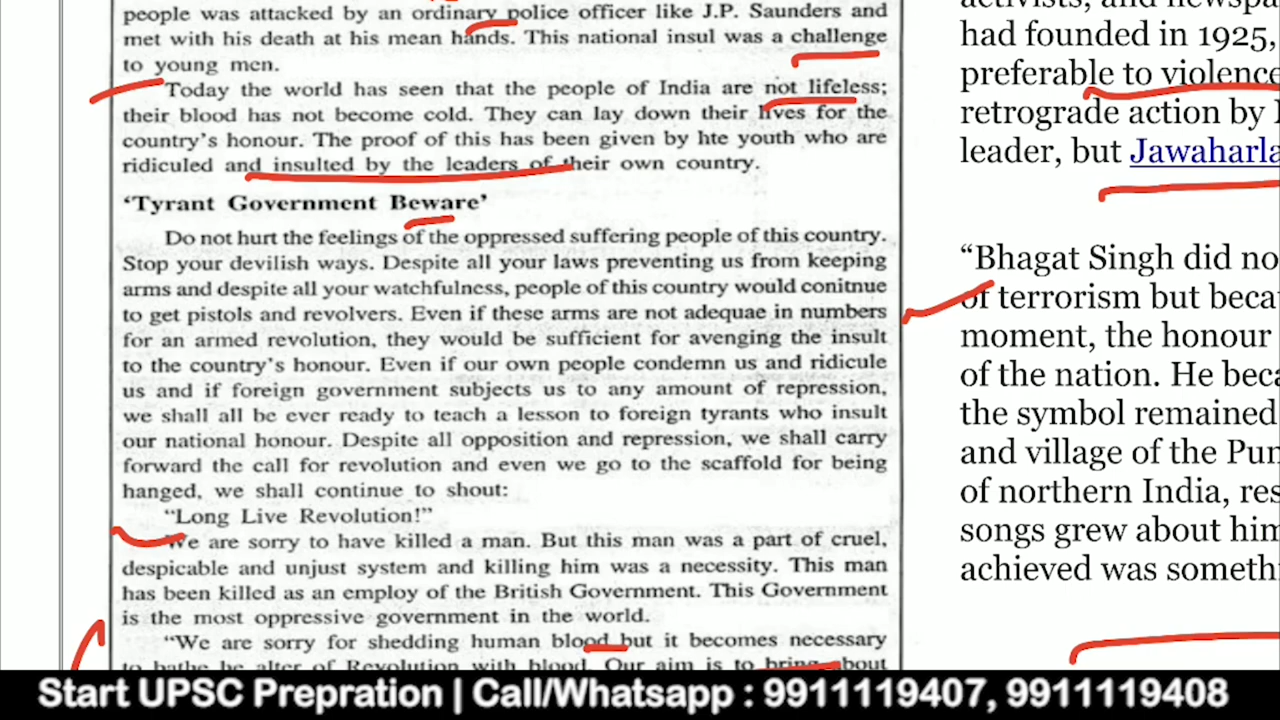 people was attacked by an ordinary police officer like J.P. Saunders and
met with his death at his mean hands. This national insul was a challenge
to young men.
Today the world has seen that the people of India are not lifeless;
their blood has not become cold. They can lay down their lives for the
country's honour. The proof of this has been given by hte youth who are
ridiculed and insulted by the leaders of their own country.
‘Tyrant Government Beware’
Do not hurt the feelings of the oppressed suffering people of this country.
Stop your devilish ways. Despite all your laws preventing us from keeping
arms and despite all your watchfulness, people of this country would conitnue
to get pistols and revolvers. Even if these arms are not adequae in numbers
for an armed revolution, they would be sufficient for avenging the insult
to the country's honour. Even if our own people condemn us and ridicule
us and if foreign government subjects us to any amount of repression,
we shall all be ever ready to teach a lesson to foreign tyrants who insult
our national honour. Despite all opposition and repression, we shall carry
forward the call for revolution and even we go to the scaffold for being
hanged, we shall continue to shout:
“Long Live Revolution!”
We are sorry to have killed a man. But this man was a part of cruel,
despicable and unjust system and killing him was a necessity. This man
has been killed as an employ of the British Government. This Government
is the most oppressive government in the world.
“We are sorry for shedding human blood but it becomes necessary
to bathe he alter of Revolution with blood. Our aim is to bring about
had founded in 1925,
preferable to violence
retrograde action by
leader, but Jawaharla
“Bhagat Singh did no
of terrorism but beca
moment, the honour
of the nation. He beca
the symbol remained
and village of the Pun
of northern India, res
songs grew about him
achieved was someth
Start UPSC Prepration | Call/Whatsapp : 9911119407, 9911119408